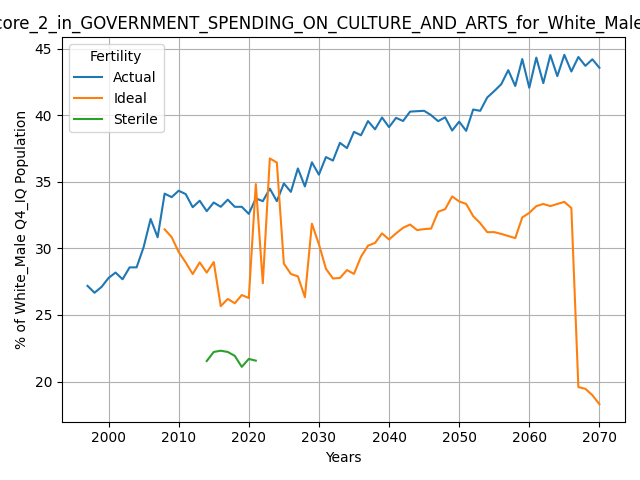 core_2_in_GOVERNMENT_SPENDING_ON_CULTURE_AND_ARTS_for_White_Male
Fertility
Actual
Ideal
Sterile
% of White_Male Q4_IQ Population
45
40
35
30
25
20
2000
2010
2020
2030
2040
2050
2060
2070
Years